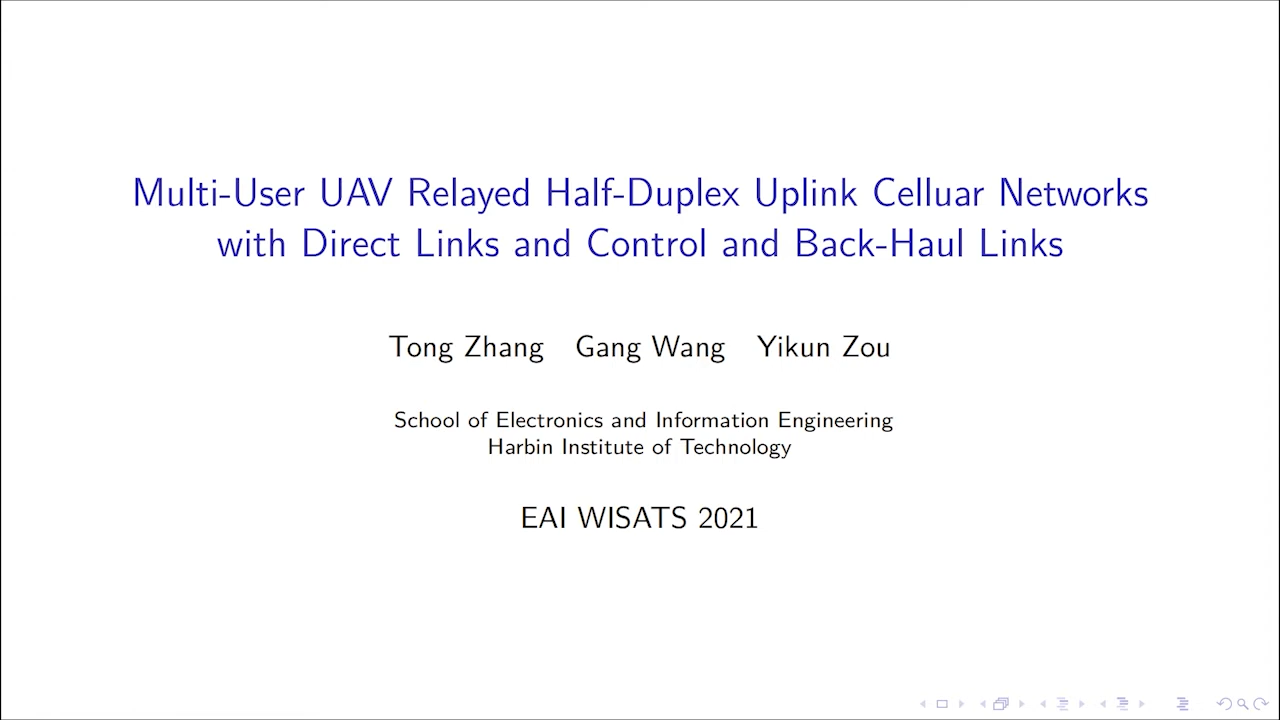 Multi-User UAV Relayed Half-Duplex Uplink Celluar Networks
with Direct Links and Control and Back-Haul Links
Tong Zhang Gang Wang Yikun Zou
School of Electronics and Information Engineering
Harbin Institute of Technology
EAI WISATS 2021